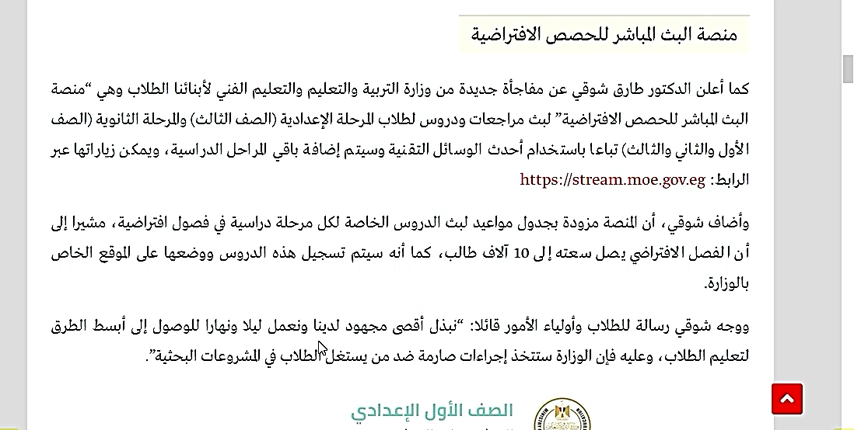 منصة البث المباشر للحصص الافتراضية
كما أعلن الدكتور طارق شوقي عن مفاجأة جديدة من وزارة التربية والتعليم والتعليم الفني لأبنائنا الطلاب وهي “منصة
البث المباشر للحصص الافتراضية” لبث مراجعات ودروس لطلاب المرحلة الإعدادية (الصف الثالث) والمرحلة الثانوية (الصف
الأول والثاني والثالث) تباعا باستخدام أحدث الوسائل التقنية وسيتم إضافة باقي المراحل الدراسية، ويمكن زياراتها عبر
الرابط: https://stream.moe.gov.eg
وأضاف شوقي، أن المنصة مزودة بجدول مواعيد لبث الدروس الخاصة لكل مرحلة دراسية في فصول افتراضية، مشيرا إلى
أن الفصل الافتراضي يصل سعته إلى 10 آلاف طالب، كما أنه سيتم تسجيل هذه الدروس ووضعها على الموقع الخاص
بالوزارة.
ووجه شوقي رسالة للطلاب وأولياء الأمور قائلا: “نبذل أقصى مجهود لدينا ونعمل ليلا ونهارا للوصول إلى أبسط الطرق
لتعليم الطلاب، وعليه فإن الوزارة ستتخذ إجراءات صارمة ضد من يستغل الطلاب في المشروعات البحثية”.
الصف الأول الإعدادي